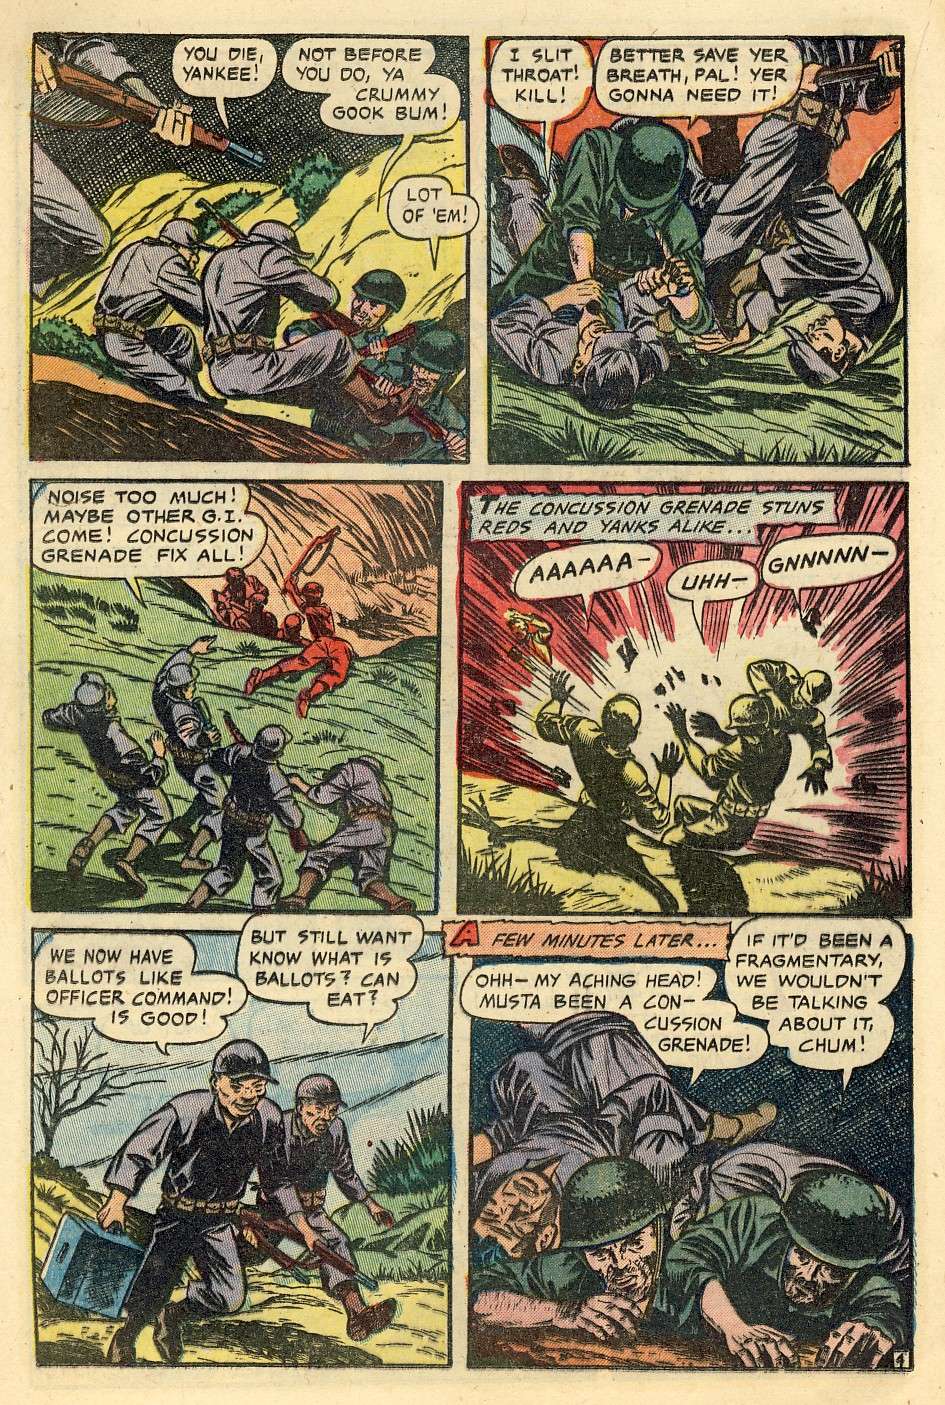 YOU DIE,
YANKEE!
NOT BEFORE
YOU DO, YA
CRUMMY
GOOK BUM!
LOT
OF 'EM!
I SLIT
THROAT!
KILL!
BETTER SAVE YER
BREATH, PAL! YER
GONNA NEED IT!
NOISE TOO MUCH!
MAYBE OTHER G.I.
COME! CONCUSSION
GRENADE FIX ALL!
THE CONCUSSION GRENADE STUNS
REDS AND YANKS ALIKE...
AAAAAA-
UHH-
GNNNNN-
WE NOW HAVE
BALLOTS LIKE
OFFICER COMMAND!
IS GOOD!
BUT STILL WANT
KNOW WHAT IS
BALLOTS? CAN
EAT?
A FEW MINUTES LATER...
OHH- MY ACHING HEAD!
MUSTA BEEN A CON-
CUSSION
GRENADE!
IF IT'D BEEN A
FRAGMENTARY,
WE WOULDN'T
BE TALKING
ABOUT IT,
CHUM!
4